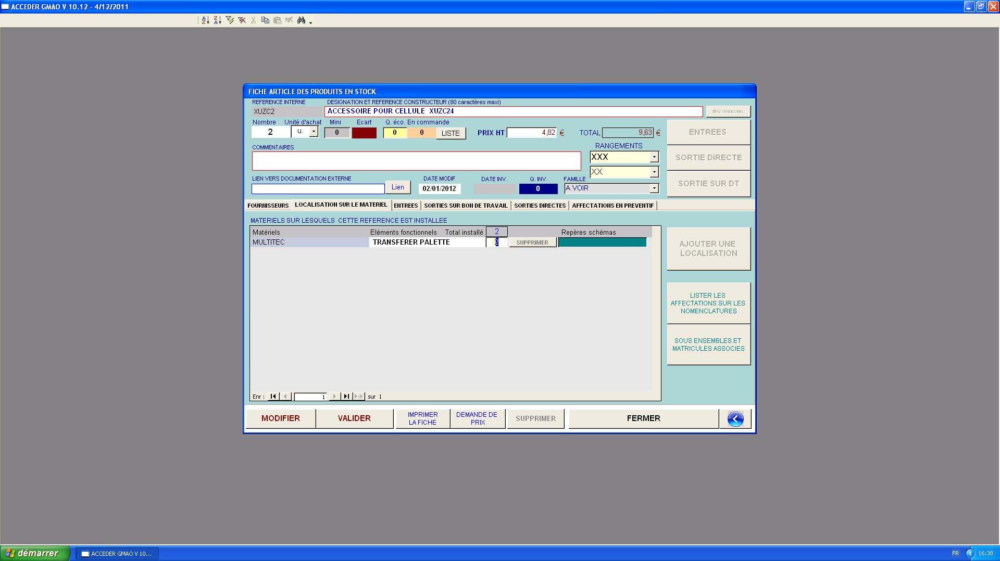 ACCEDER GMAO V 10.12 - 4/12/2011
FICHE ARTICLE DES PRODUITS EN STOCK
REFERENCE INTERNE DESIGNATION ET REFERENCE CONSTRUCTEUR (80 caractères maxi)
XUZC2 ACCESSOIRE POUR CELLULE XUZC24 MAJ /minuscules
Nombre Unité d'achat Mini Ecart Q. éco. En commande
2 u. 0 0 0 LISTE PRIX HT 4,82 € TOTAL 9,63 € ENTREES
COMMENTAIRES RANGEMENTS
XXX SORTIE DIRECTE
XX
LIEN VERS DOCUMENTATION EXTERNE DATE MODIF DATE INV. Q. INV. FAMILLE SORTIE SUR DT
Lien 02/01/2012 0 A VOIR
FOURNISSEURS LOCALISATION SUR LE MATERIEL ENTREES SORTIES SUR BON DE TRAVAIL SORTIES DIRECTES AFFECTATIONS EN PREVENTIF
MATERIELS SUR LESQUELS CETTE REFERENCE EST INSTALLEE
Matériels Eléments fonctionnels Total installé 2 Repères schémas
MULTITEC TRANSFERER PALETTE 2 SUPPRIMER
AJOUTER UNE
LOCALISATION
LISTER LES
AFFECTATIONS SUR LES
NOMENCLATURES
SOUS ENSEMBLES ET
MATRICULES ASSOCIES
Enr : 1 sur 1
MODIFIER VALIDER IMPRIMER LA FICHE DEMANDE DE PRIX SUPPRIMER FERMER
démarrer ACCEDER GMAO V 10... FR 16:38